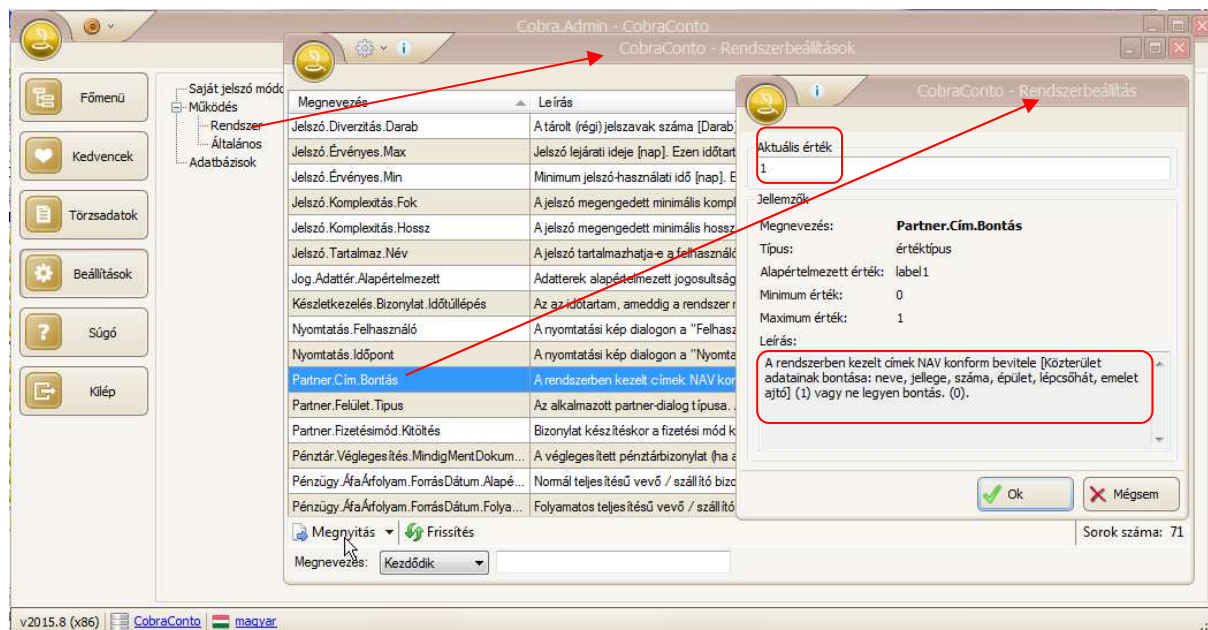 Cobra.Admin - CobraConto
CobraConto - Rendszerbeállítások
CobraConto - Rendszerbeállítás
Főmenü
Kedvencek
Törzsadatok
Beállítások
Súgó
Kilép
Saját jelszó módo
Működés
Rendszer
Általános
Adatbázisok
Megnevezés Leírás
Jelszó.Diverzitás.Darab A tárolt (régi) jelszavak száma [Darab]
Jelszó.Érvényes.Max Jelszó lejárati ideje [nap]. Ezen időtart
Jelszó.Érvényes.Min Minimum jelszó-használati idő [nap]. E
Jelszó.Komplexitás.Fok A jelszó megengedett minimális kompl
Jelszó.Komplexitás.Hossz A jelszó megengedett minimális hossz
Jelszó.Tartalmaz.Név A jelszó tartalmazhatja-e a felhasználó
Jog.Adattér.Alapértelmezett Adatterek alapértelmezett jogosultság
Készletkezelés.Bizonylat.Időtúllépés Az az időtartam, ameddig a rendszer r
Nyomtatás.Felhasználó A nyomtatási kép dialogon a "Felhasz
Nyomtatás.Időpont A nyomtatási kép dialogon a "Nyomta
Partner.Cím.Bontás A rendszerben kezelt címek NAV kon
Partner.Felület.Tipus Az alkalmazott partner-dialog típusa.
Partner.Fizetésimód.Kitöltés Bizonylat készítéskor a fizetési mód k
Pénztár.Véglegesítés.MindigMentDokum... A véglegesített pénztárbizonylat (ha a
Pénzügy.ÁfaÁrfolyam.ForrásDátum.Alapé... Normál teljesítésű vevő / szállító bizo
Pénzügy.ÁfaÁrfolyam.ForrásDátum.Folya... Folyamatos teljesítésű vevő / szállító
Megnyitás Frissítés
Sorok száma: 71
Megnevezés: Kezdődik
Aktuális érték
1
Jellemzők
Megnevezés: Partner.Cím.Bontás
Típus: értéktípus
Alapértelmezett érték: label1
Minimum érték: 0
Maximum érték: 1
Leírás:
A rendszerben kezelt címek NAV konform bevitele [Közterület
adatainak bontása: neve, jellege, száma, épület, lépcsőhát, emelet
ajtó] (1) vagy ne legyen bontás. (0).
Ok Mégsem
v2015.8 (x86) CobraConto magyar